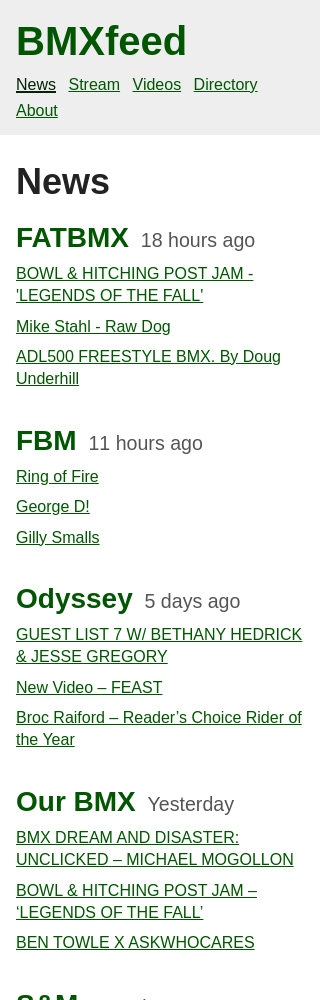 BMXfeed
News Stream Videos Directory
About
News
FATBMX 18 hours ago
BOWL & HITCHING POST JAM -
'LEGENDS OF THE FALL'
Mike Stahl - Raw Dog
ADL500 FREESTYLE BMX. By Doug
Underhill
FBM 11 hours ago
Ring of Fire
George D!
Gilly Smalls
Odyssey 5 days ago
GUEST LIST 7 W/ BETHANY HEDRICK
& JESSE GREGORY
New Video – FEAST
Broc Raiford – Reader’s Choice Rider of
the Year
Our BMX Yesterday
BMX DREAM AND DISASTER:
UNCLICKED – MICHAEL MOGOLLON
BOWL & HITCHING POST JAM –
‘LEGENDS OF THE FALL’
BEN TOWLE X ASKWHOCARES
S&M